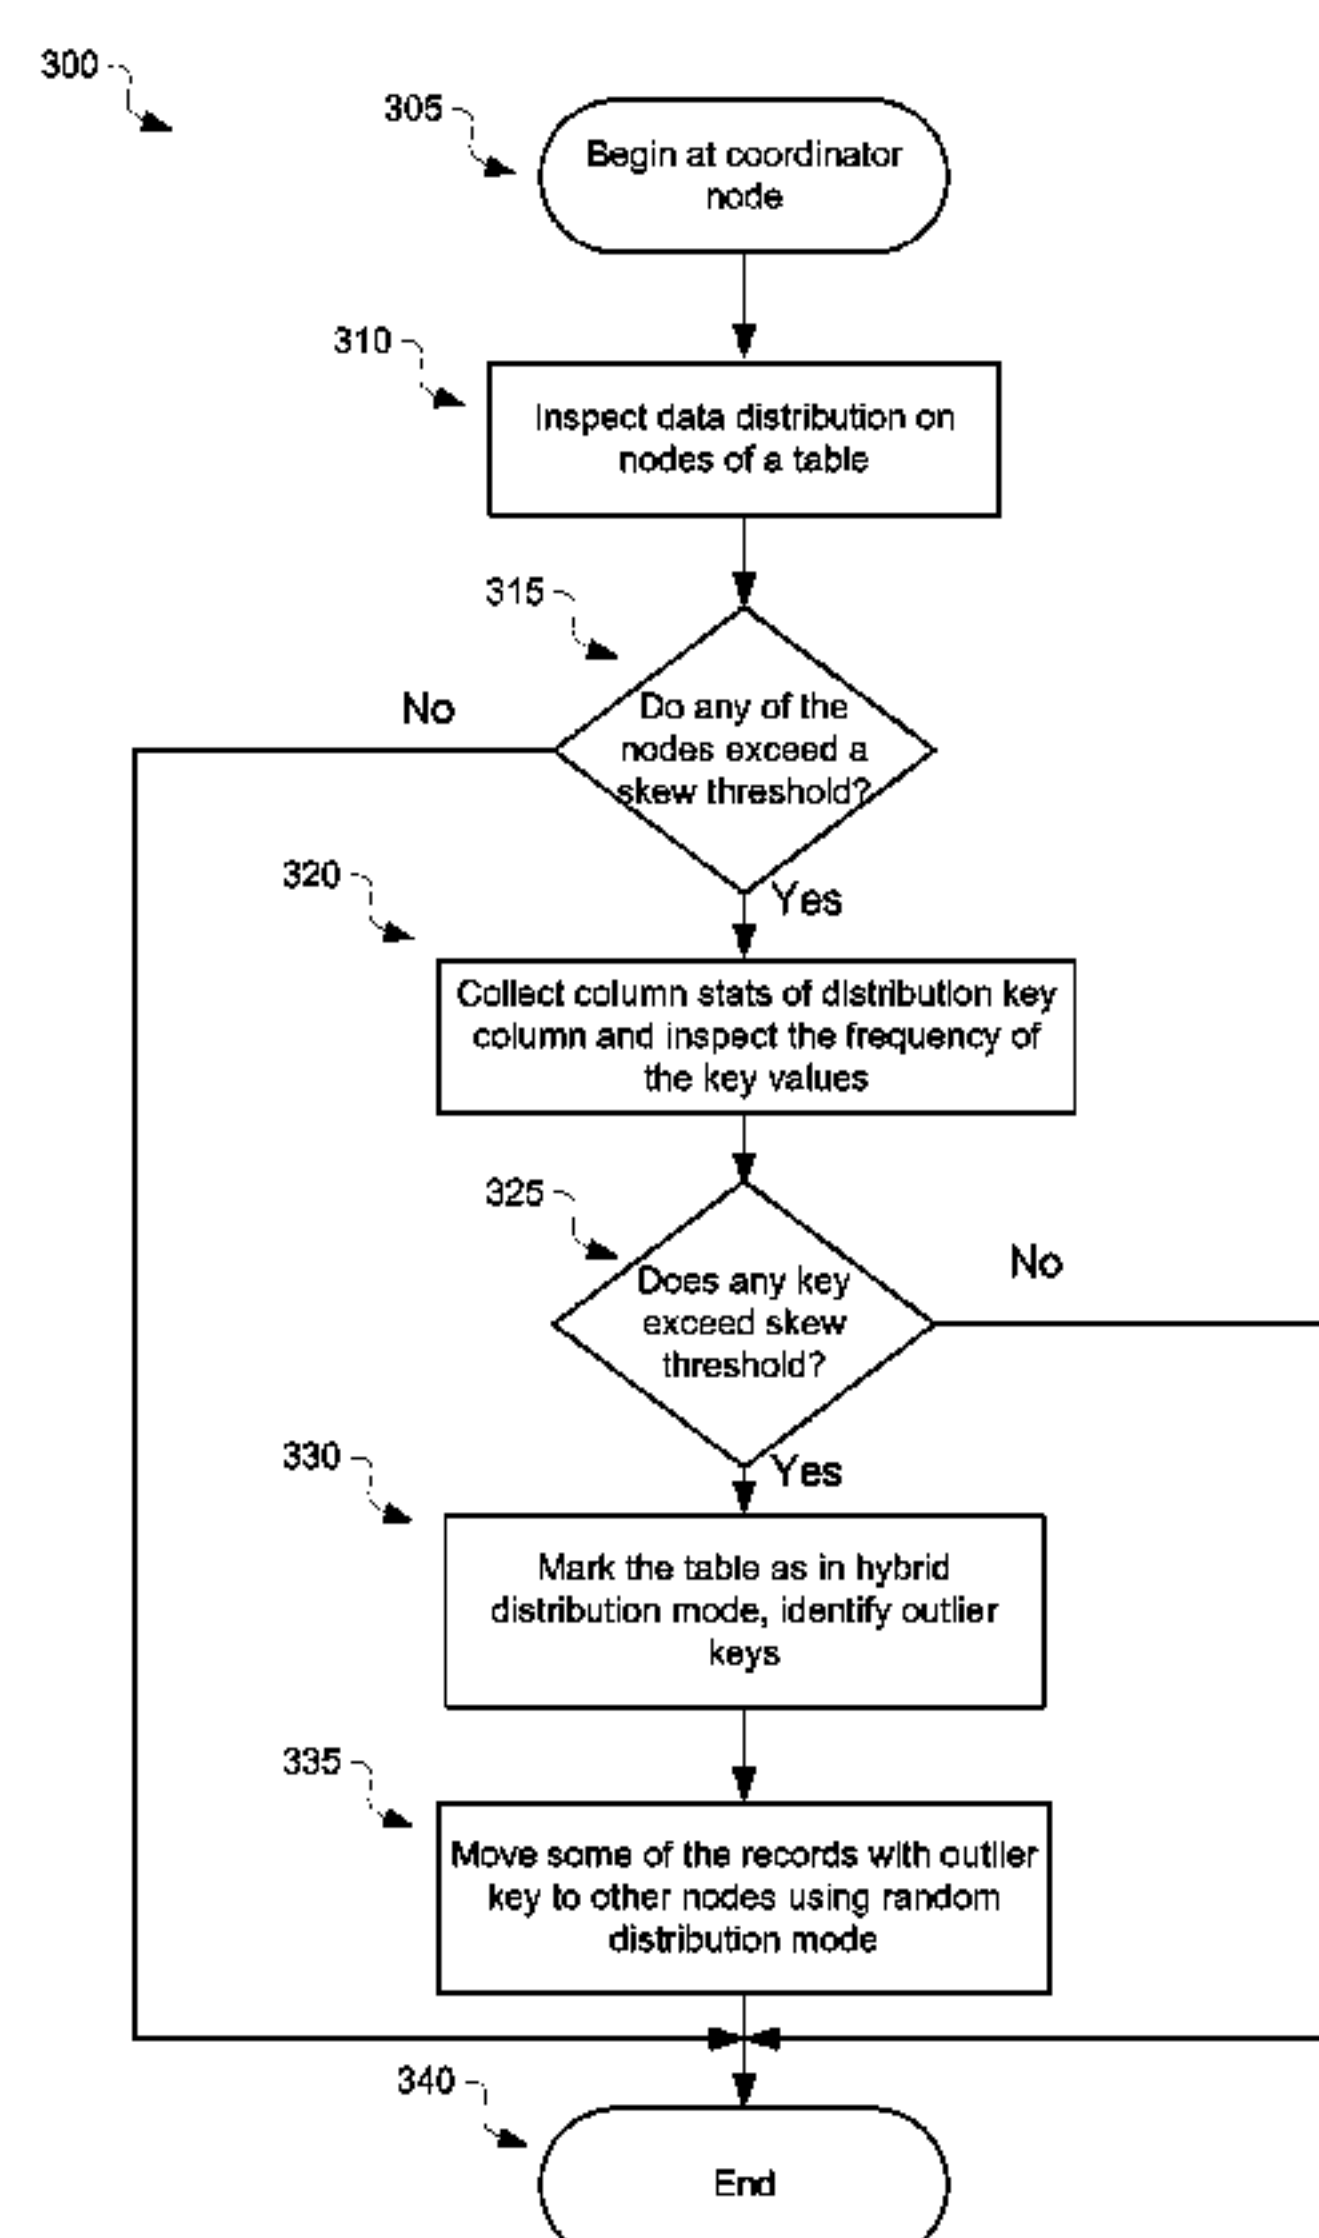 300
305
Begin at coordinator
node
310
Inspect data distribution on
nodes of a table
315
No
Do any of the
nodes exceed a
skew threshold?
Yes
320
Collect column stats of distribution key
column and inspect the frequency of
the key values
325
No
Does any key
exceed skew
threshold?
Yes
330
Mark the table as in hybrid
distribution mode, identify outlier
keys
335
Move some of the records with outlier
key to other nodes using random
distribution mode
340
End